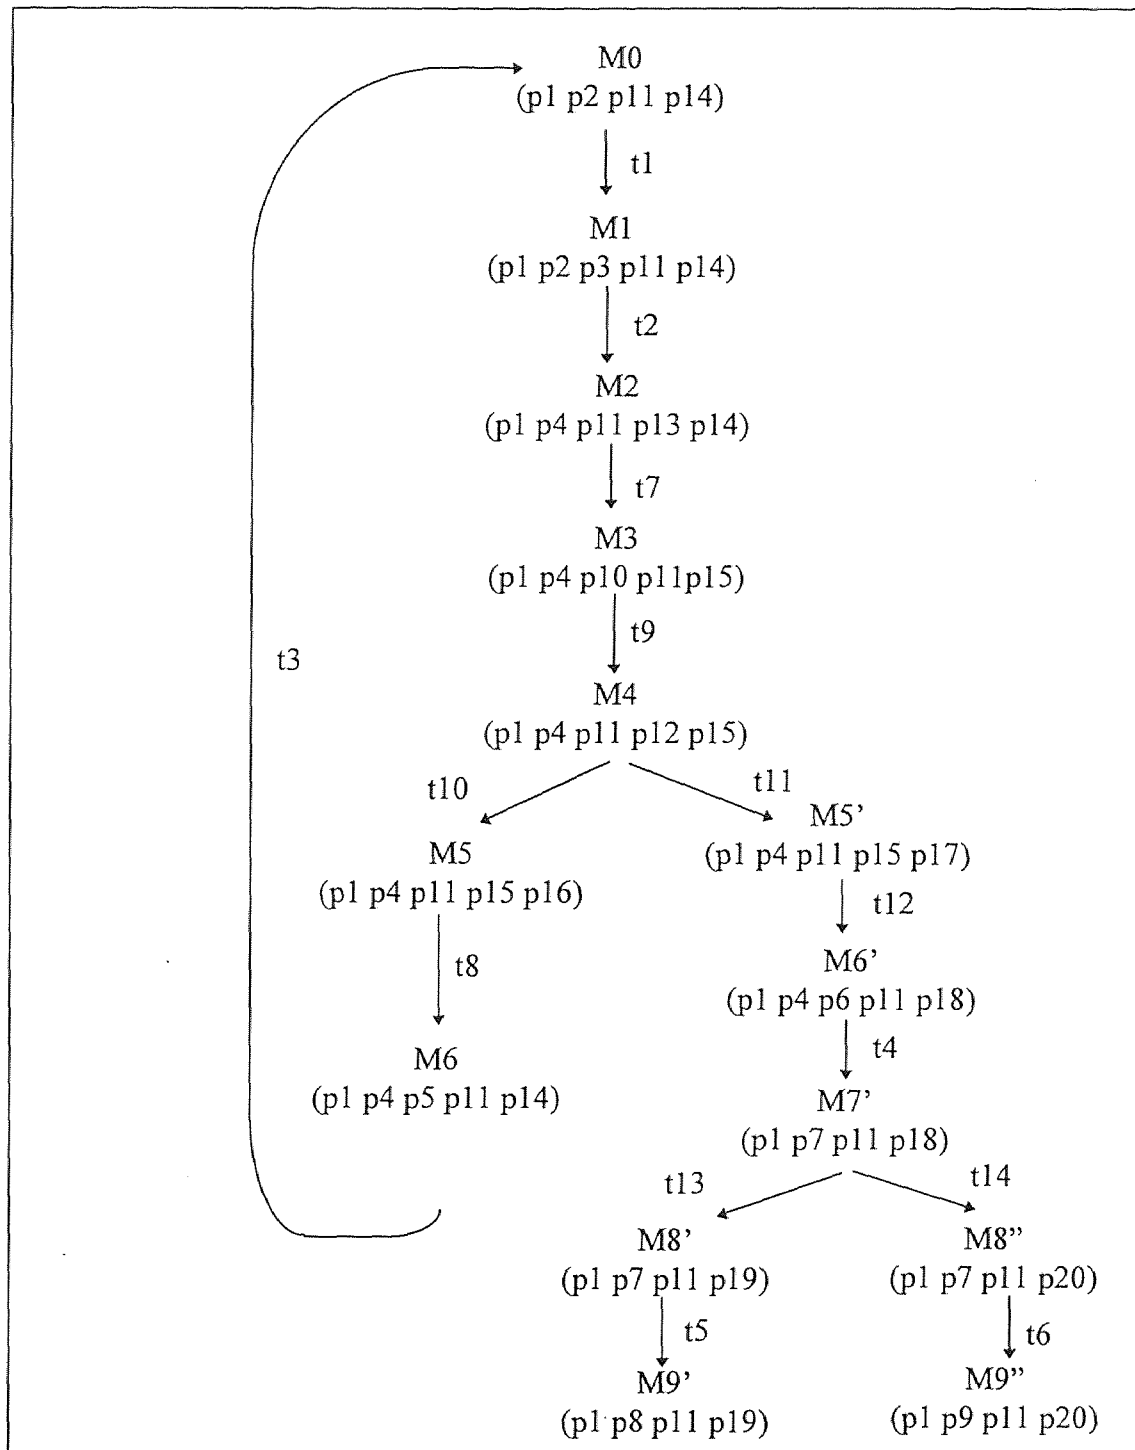 M0
(p1 p2 p11 p14)
t1
M1
(p1 p2 p3 p11 p14)
t2
M2
(p1 p4 p11 p13 p14)
t7
M3
(p1 p4 p10 p11p15)
t9
t3
M4
(p1 p4 p11 p12 p15)
t10
t11
M5
(p1 p4 p11 p15 p16)
t8
M6
(p1 p4 p5 p11 p14)
M5’
(p1 p4 p11 p15 p17)
t12
M6’
(p1 p4 p6 p11 p18)
t4
M7’
(p1 p7 p11 p18)
t13
t14
M8’
(p1 p7 p11 p19)
t5
M9’
(p1 p8 p11 p19)
M8”
(p1 p7 p11 p20)
t6
M9”
(p1 p9 p11 p20)